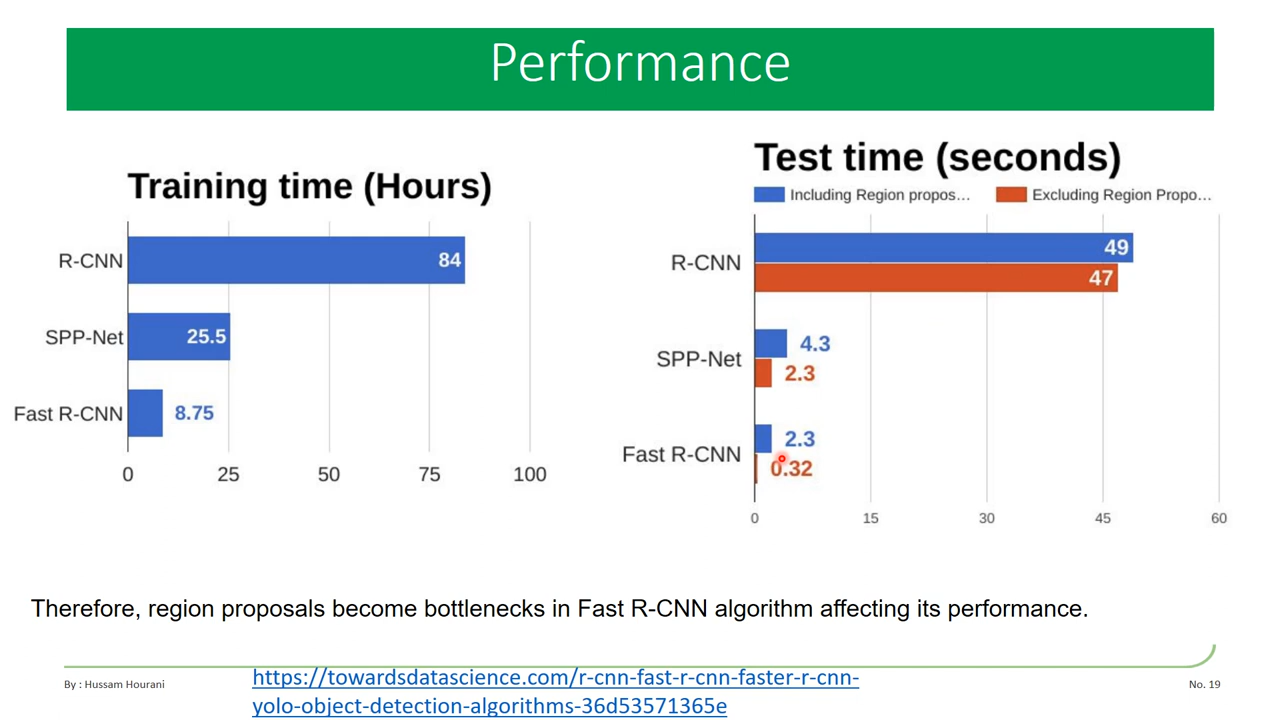 Performance
Training time (Hours)
R-CNN 84
SPP-Net 25.5
Fast R-CNN 8.75
0 25 50 75 100
Test time (seconds)
Including Region propos... Excluding Region Propo...
R-CNN 49
47
SPP-Net 4.3
2.3
Fast R-CNN 2.3
0.32
0 15 30 45 60
Therefore, region proposals become bottlenecks in Fast R-CNN algorithm affecting its performance.
By : Hussam Hourani
https://towardsdatascience.com/r-cnn-fast-r-cnn-faster-r-cnn-
yolo-object-detection-algorithms-36d53571365e
No. 19